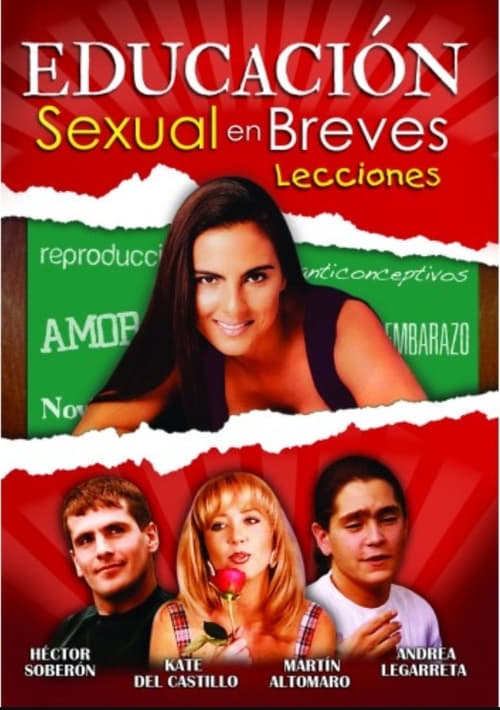 EDUCACIÓN
Sexual en Breves
Lecciones
reproducci
anticonceptivos
AMOR
EMBARAZO
Nov
HÉCTOR
SOBERÓN
KATE
DEL CASTILLO
MARTÍN
ALTOMARO
ANDREA
LEGARRETA